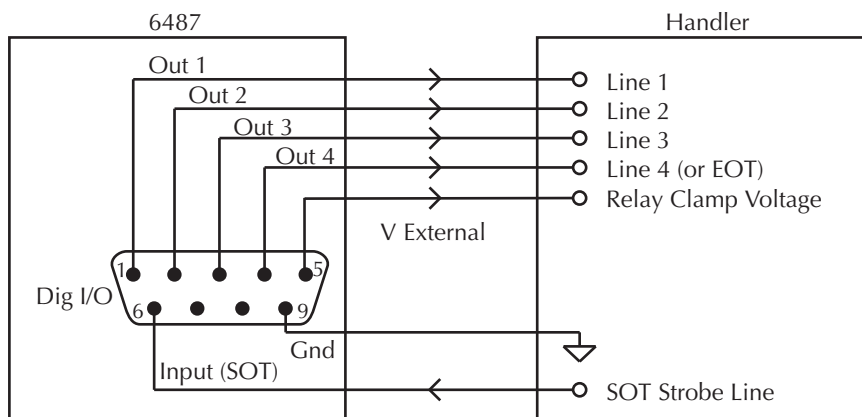 6487
Handler
Out 1
Line 1
Out 2
Line 2
Out 3
Line 3
Out 4
Line 4 (or EOT)
Relay Clamp Voltage
V External
1
5
Dig I/O
6
9
Gnd
Input (SOT)
SOT Strobe Line